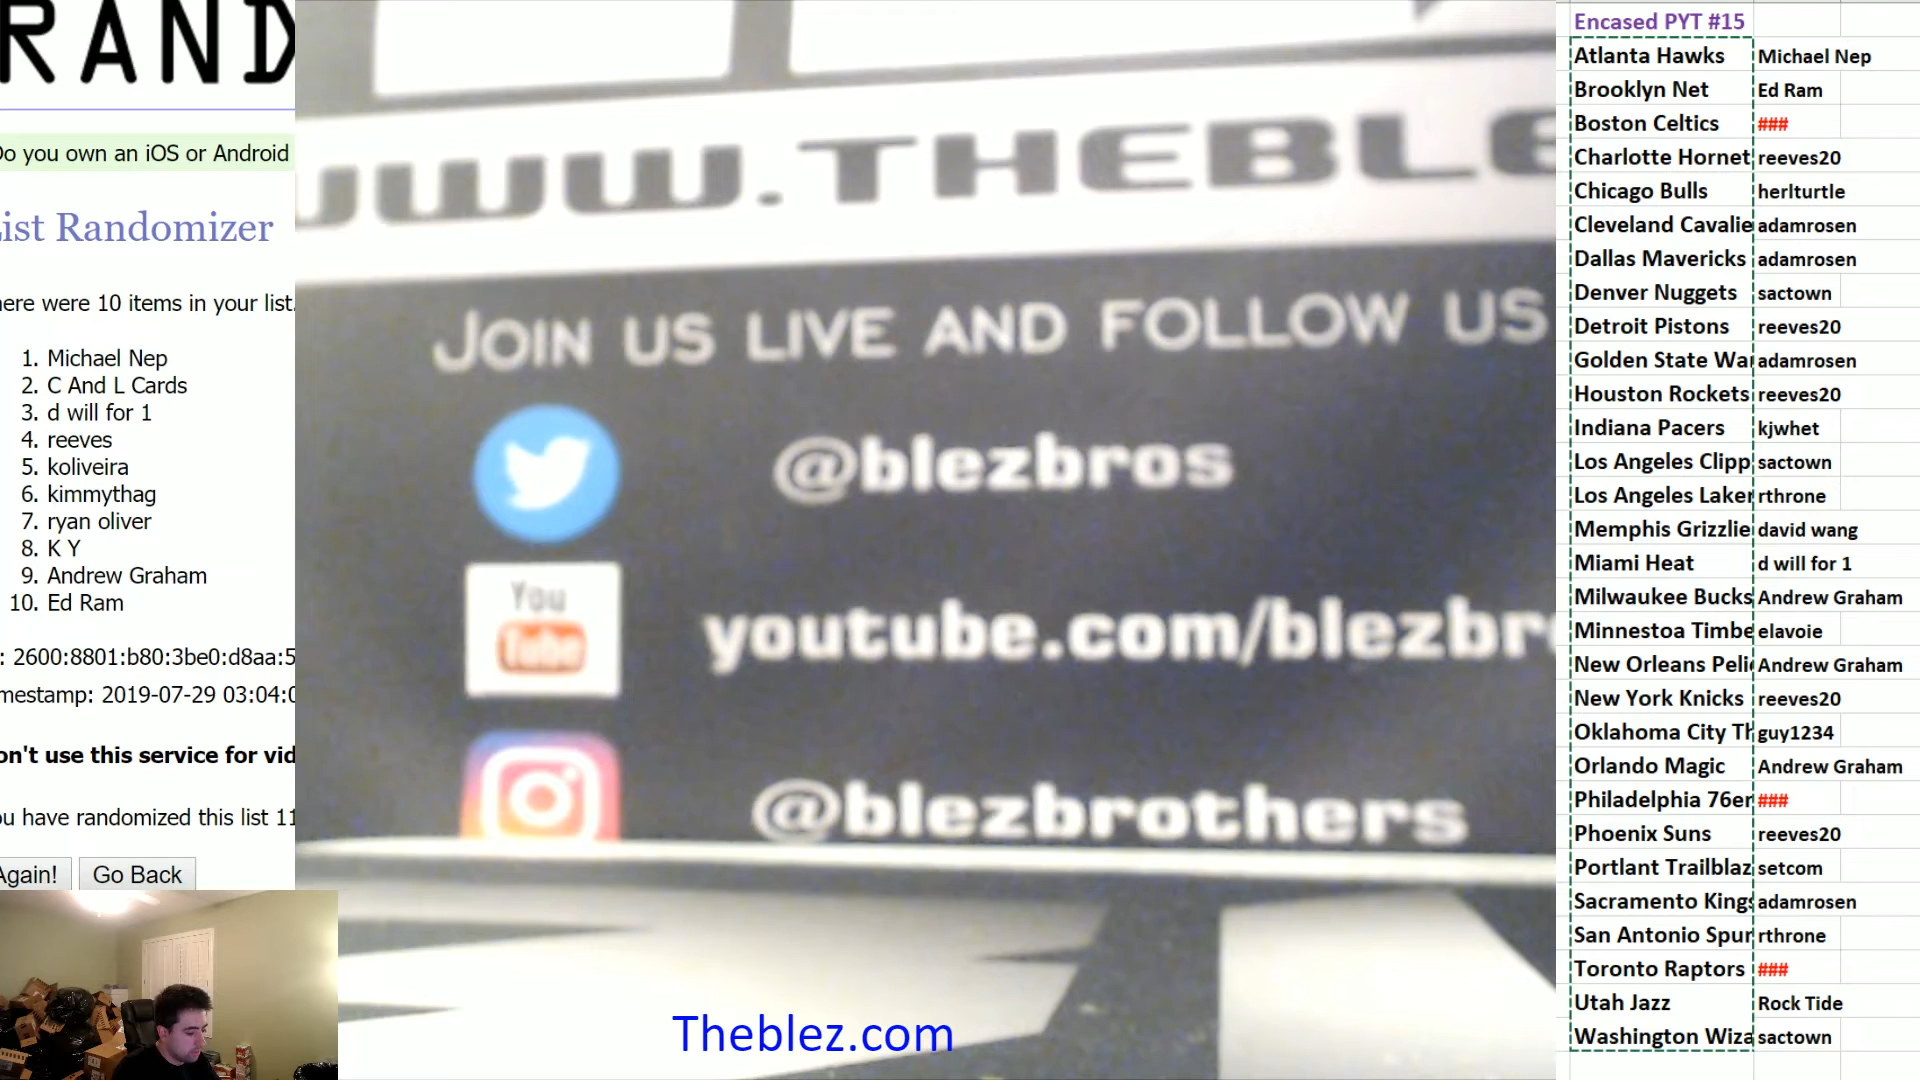 RAND
Do you own an iOS or Android
List Randomizer
here were 10 items in your list.
1. Michael Nep
2. C And L Cards
3. d will for 1
4. reeves
5. koliveira
6. kimmythag
7. ryan oliver
8. K Y
9. Andrew Graham
10. Ed Ram
: 2600:8801:b80:3be0:d8aa:5
mestamp: 2019-07-29 03:04:0
on't use this service for vid
ou have randomized this list 11
Again! Go Back
WWW.THEBLE
JOIN US LIVE AND FOLLOW US
@blezbros
You
Tube
youtube.com/blezbr
@blezbrothers
Theblez.com
Encased PYT #15
Atlanta Hawks Michael Nep
Brooklyn Net Ed Ram
Boston Celtics ###
Charlotte Hornet reeves20
Chicago Bulls herlturtle
Cleveland Cavalie adamrosen
Dallas Mavericks adamrosen
Denver Nuggets sactown
Detroit Pistons reeves20
Golden State Wa adamrosen
Houston Rockets reeves20
Indiana Pacers kjwhet
Los Angeles Clipp sactown
Los Angeles Laker rthrone
Memphis Grizzlie david wang
Miami Heat d will for 1
Milwaukee Bucks Andrew Graham
Minnestoa Timbe elavoie
New Orleans Peli Andrew Graham
New York Knicks reeves20
Oklahoma City Th guy1234
Orlando Magic Andrew Graham
Philadelphia 76er ###
Phoenix Suns reeves20
Portlant Trailblaz setcom
Sacramento Kings adamrosen
San Antonio Spur rthrone
Toronto Raptors ###
Utah Jazz Rock Tide
Washington Wiza sactown